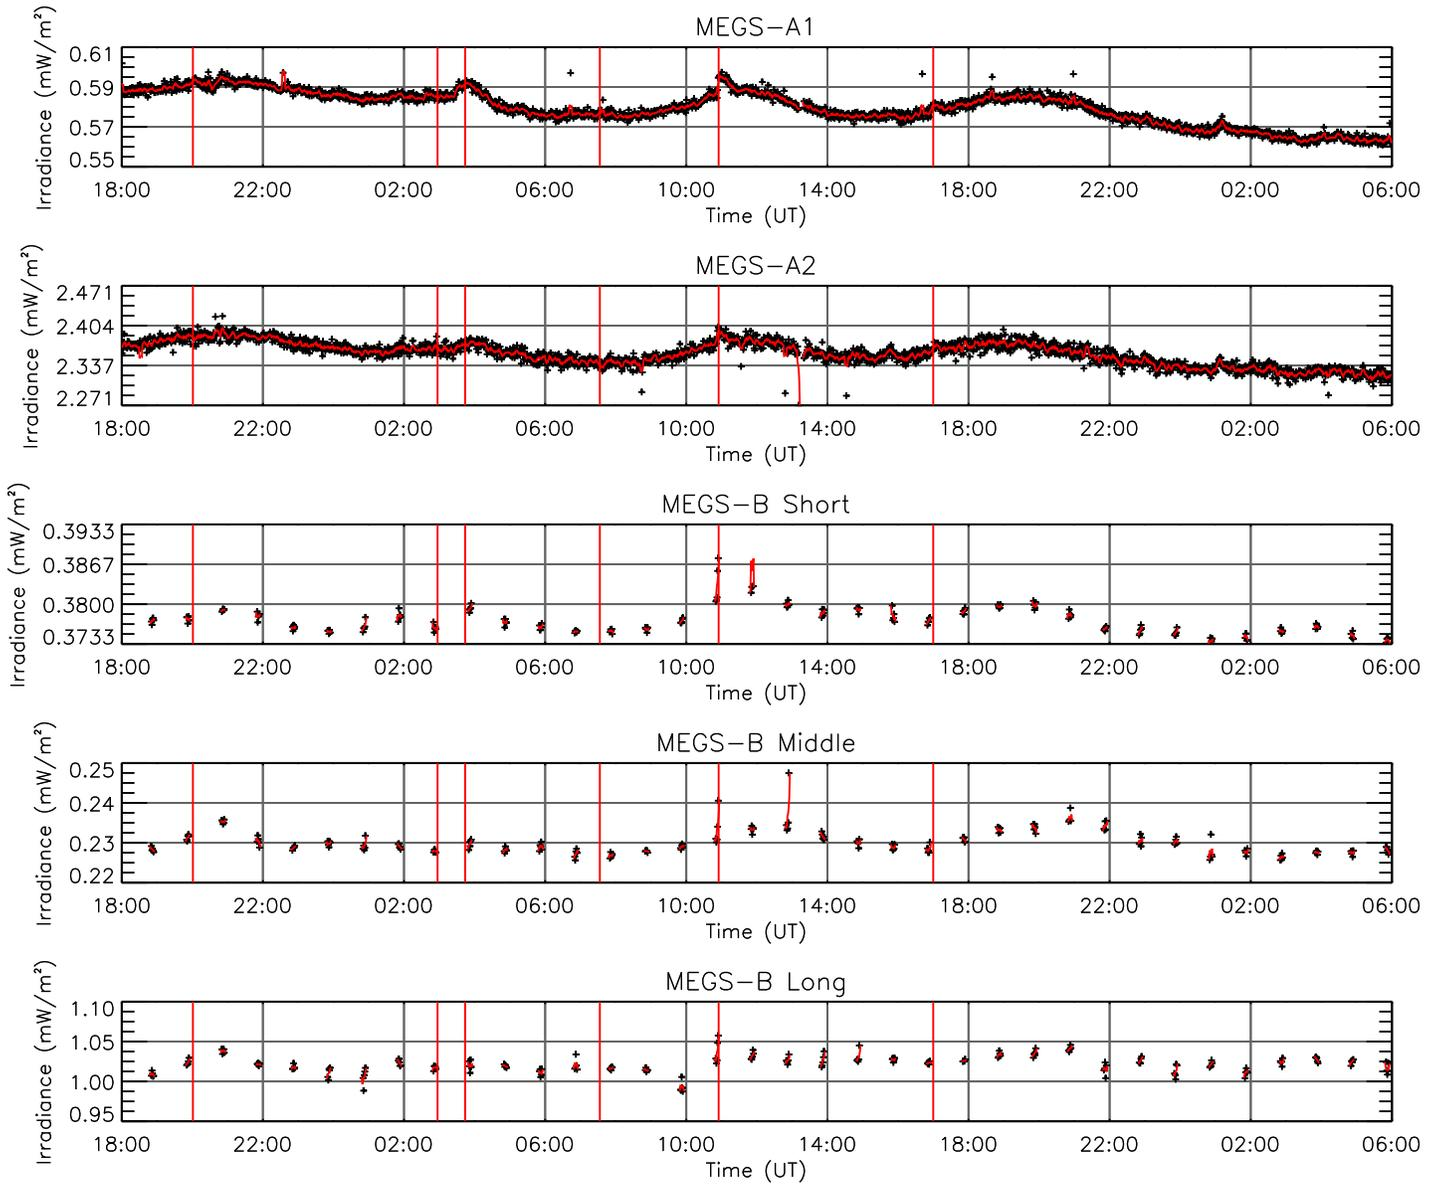 MEGS-A1
Irradiance (mW/m²)
0.61
0.59
0.57
0.55
18:00 22:00 02:00 06:00 10:00 14:00 18:00 22:00 02:00 06:00
Time (UT)
MEGS-A2
Irradiance (mW/m²)
2.471
2.404
2.337
2.271
18:00 22:00 02:00 06:00 10:00 14:00 18:00 22:00 02:00 06:00
Time (UT)
MEGS-B Short
Irradiance (mW/m²)
0.3933
0.3867
0.3800
0.3733
18:00 22:00 02:00 06:00 10:00 14:00 18:00 22:00 02:00 06:00
Time (UT)
MEGS-B Middle
Irradiance (mW/m²)
0.25
0.24
0.23
0.22
18:00 22:00 02:00 06:00 10:00 14:00 18:00 22:00 02:00 06:00
Time (UT)
MEGS-B Long
Irradiance (mW/m²)
1.10
1.05
1.00
0.95
18:00 22:00 02:00 06:00 10:00 14:00 18:00 22:00 02:00 06:00
Time (UT)